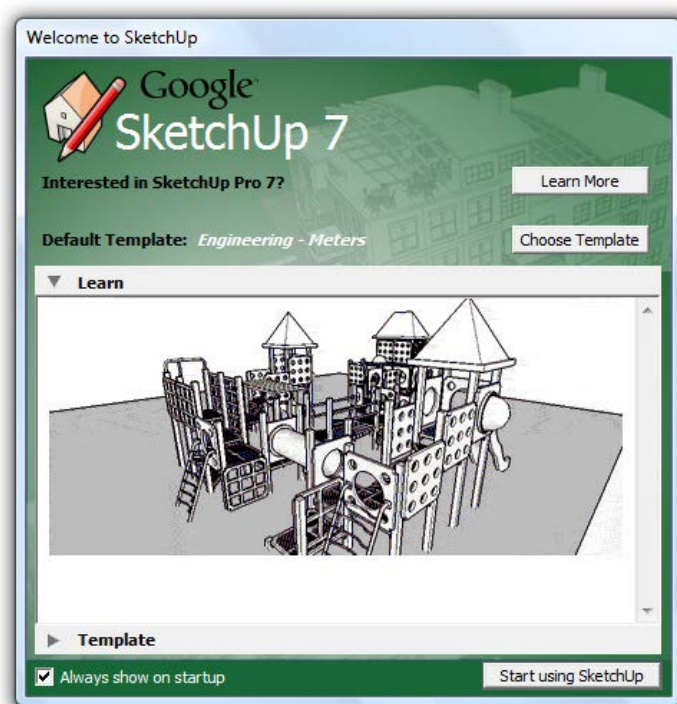 Welcome to SketchUp
Google
SketchUp 7
Interested in SketchUp Pro 7?
Learn More
Default Template: Engineering - Meters
Choose Template
Learn
Template
Always show on startup
Start using SketchUp